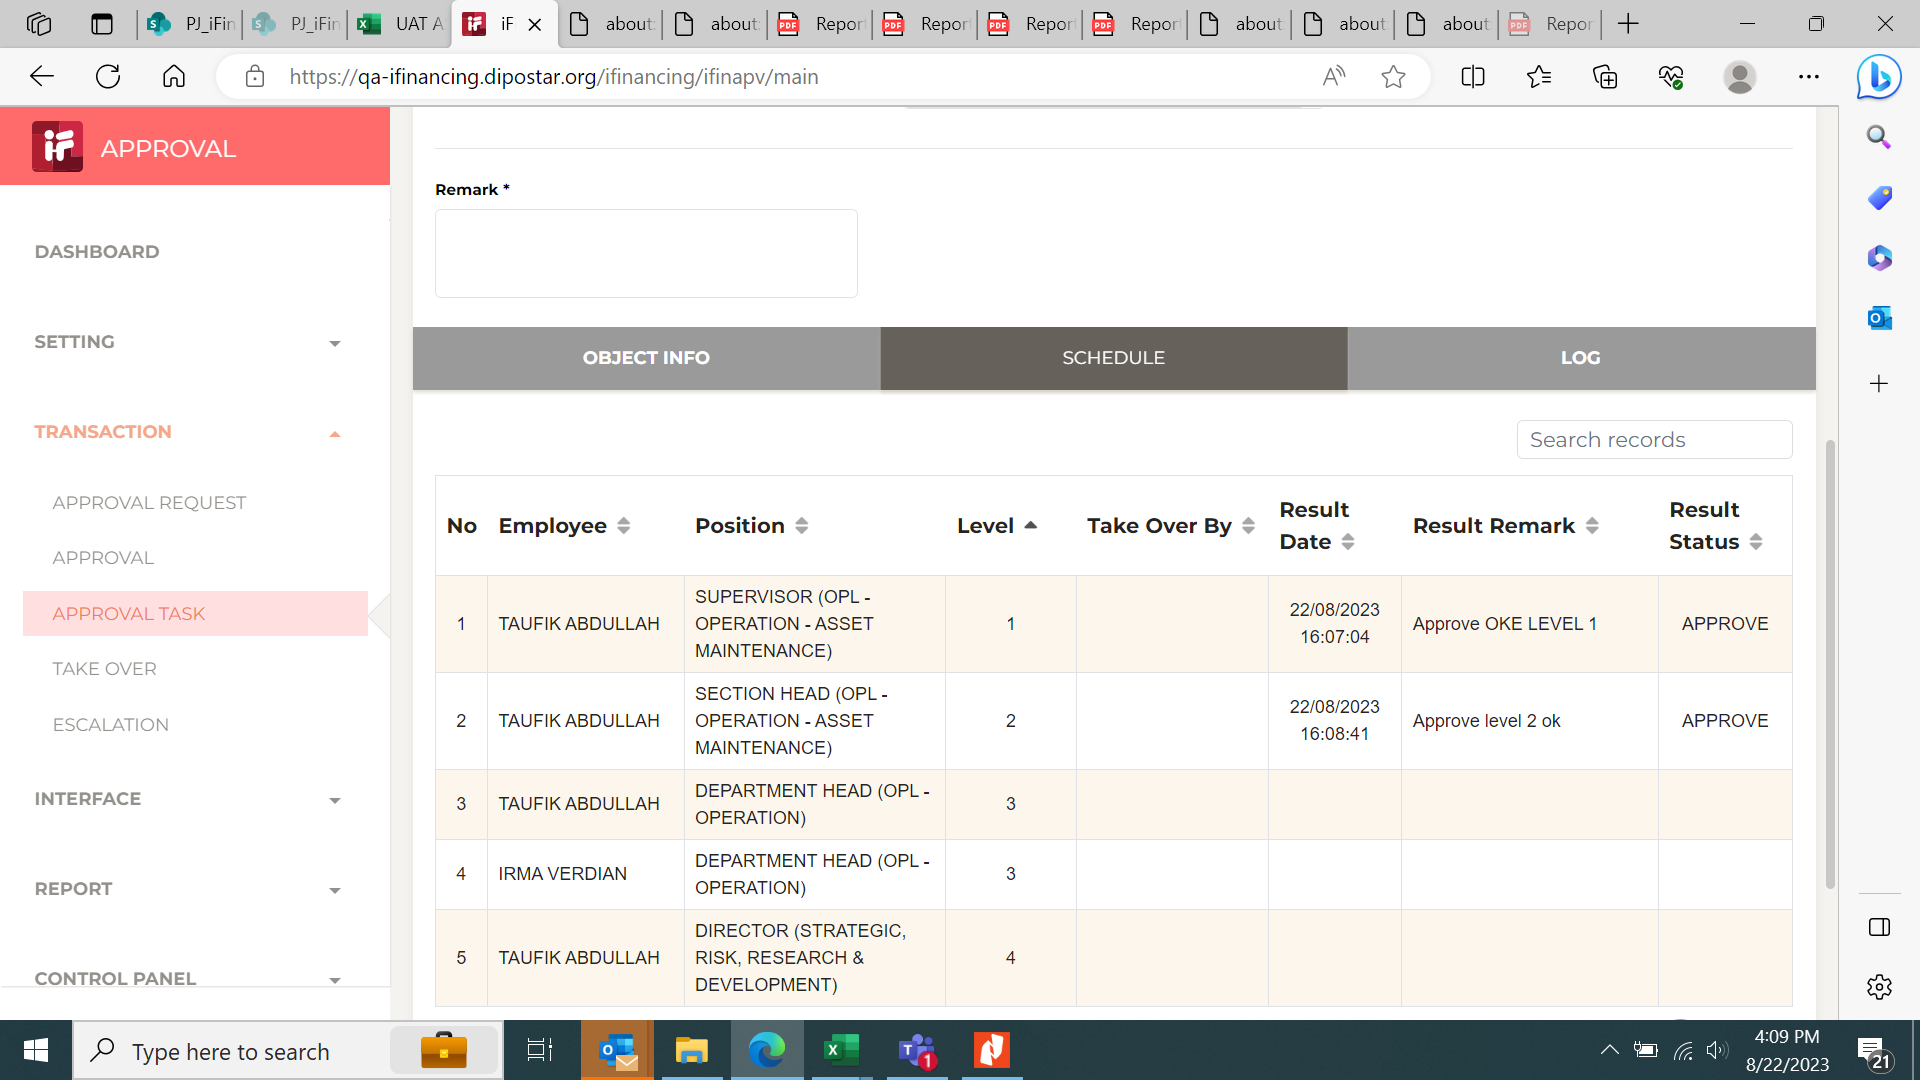 PJ_iFin
PJ_iFin
UAT A
iF
about:
about:
Report
Report
Report
Report
about:
about:
about:
Repor
https://qa-ifinancing.dipostar.org/ifinancing/ifinapv/main
iF APPROVAL
DASHBOARD
SETTING
TRANSACTION
APPROVAL REQUEST
APPROVAL
APPROVAL TASK
TAKE OVER
ESCALATION
INTERFACE
REPORT
CONTROL PANEL
Remark *
OBJECT INFO
SCHEDULE
LOG
Search records
No Employee Position Level Take Over By Result Date Result Remark Result Status
1 TAUFIK ABDULLAH SUPERVISOR (OPL - OPERATION - ASSET MAINTENANCE) 1 22/08/2023 16:07:04 Approve OKE LEVEL 1 APPROVE
2 TAUFIK ABDULLAH SECTION HEAD (OPL - OPERATION - ASSET MAINTENANCE) 2 22/08/2023 16:08:41 Approve level 2 ok APPROVE
3 TAUFIK ABDULLAH DEPARTMENT HEAD (OPL - OPERATION) 3
4 IRMA VERDIAN DEPARTMENT HEAD (OPL - OPERATION) 3
5 TAUFIK ABDULLAH DIRECTOR (STRATEGIC, RISK, RESEARCH & DEVELOPMENT) 4
Type here to search
1
4:09 PM
8/22/2023
21